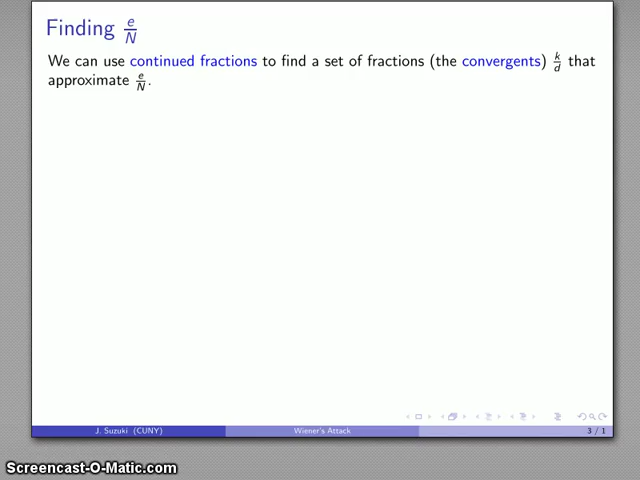 Finding e/N
We can use continued fractions to find a set of fractions (the convergents) k/d that
approximate e/N.
J. Suzuki (CUNY) Wiener's Attack 3 / 1
Screencast-O-Matic.com